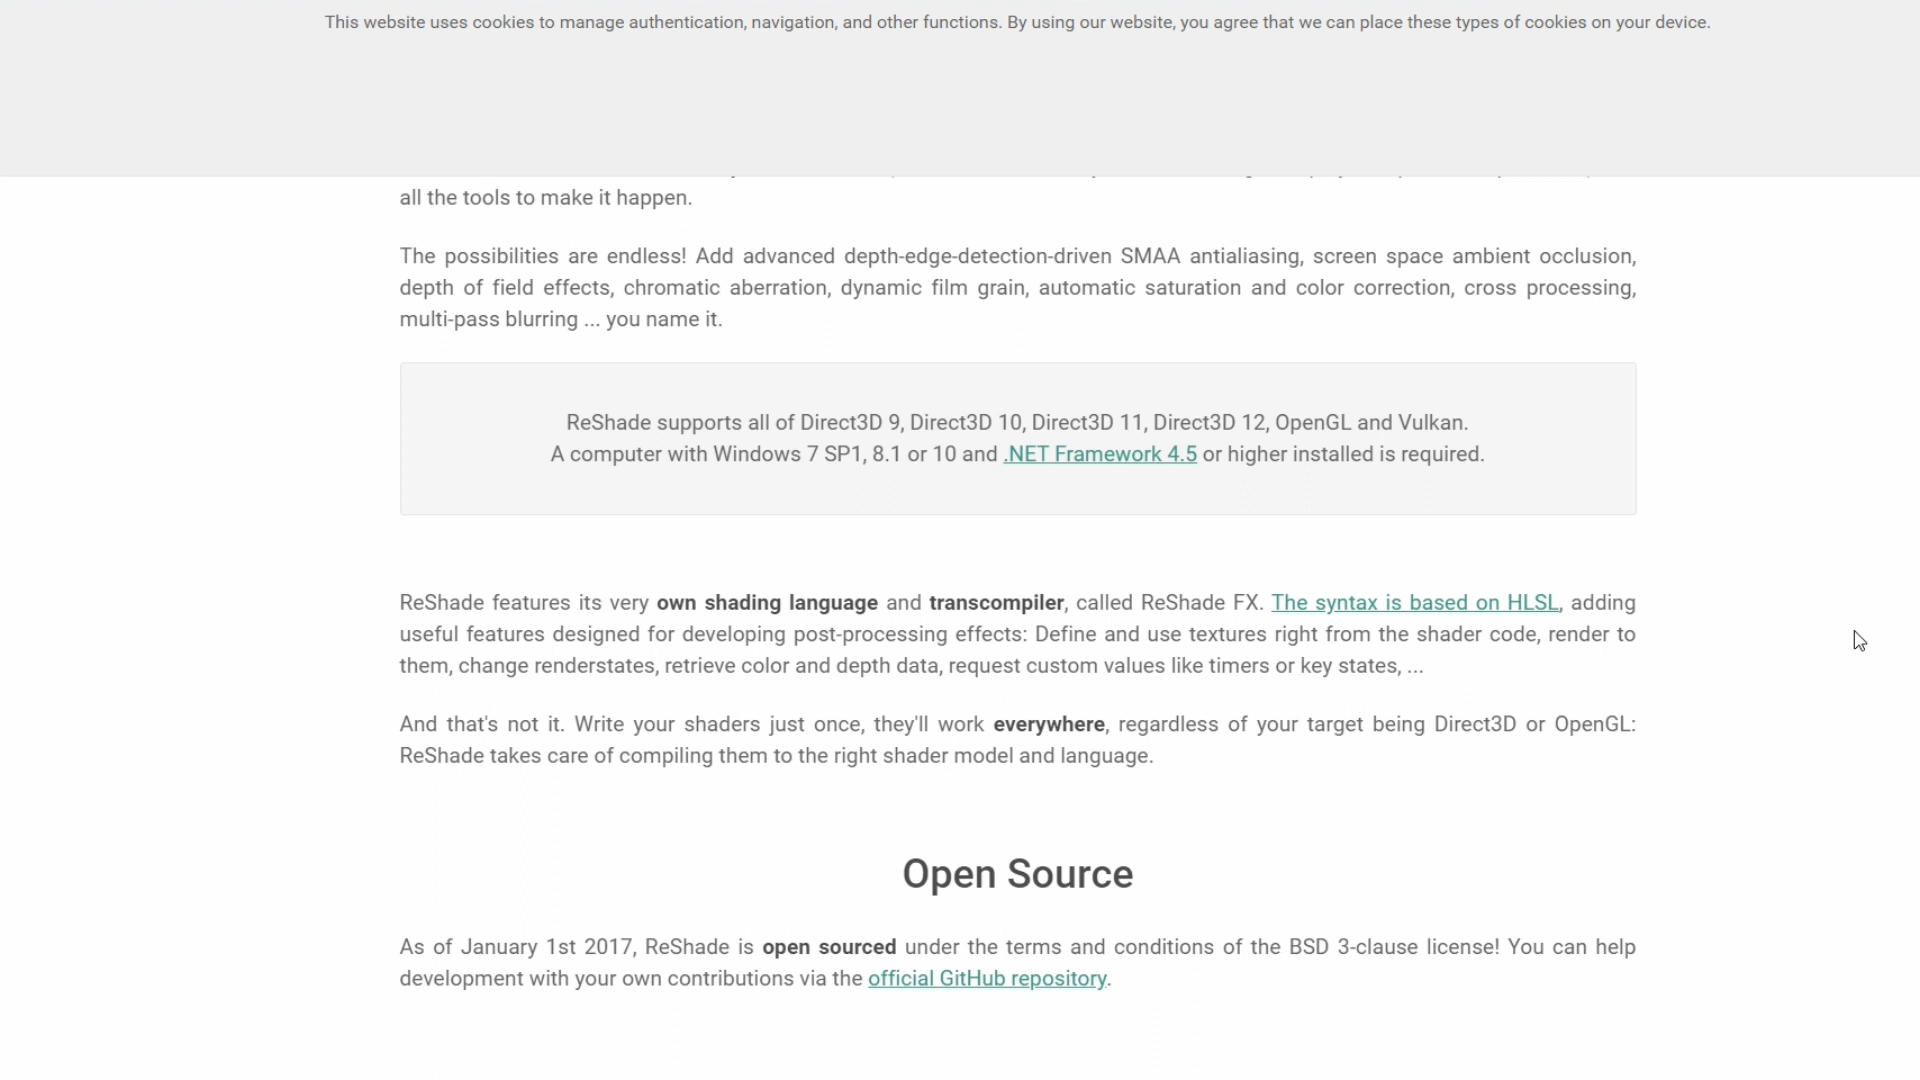 This website uses cookies to manage authentication, navigation, and other functions. By using our website, you agree that we can place these types of cookies on your device.
all the tools to make it happen.
The possibilities are endless! Add advanced depth-edge-detection-driven SMAA antialiasing, screen space ambient occlusion,
depth of field effects, chromatic aberration, dynamic film grain, automatic saturation and color correction, cross processing,
multi-pass blurring ... you name it.
ReShade supports all of Direct3D 9, Direct3D 10, Direct3D 11, Direct3D 12, OpenGL and Vulkan.
A computer with Windows 7 SP1, 8.1 or 10 and .NET Framework 4.5 or higher installed is required.
ReShade features its very own shading language and transcompiler, called ReShade FX. The syntax is based on HLSL, adding
useful features designed for developing post-processing effects: Define and use textures right from the shader code, render to
them, change renderstates, retrieve color and depth data, request custom values like timers or key states, ...
And that's not it. Write your shaders just once, they'll work everywhere, regardless of your target being Direct3D or OpenGL:
ReShade takes care of compiling them to the right shader model and language.
Open Source
As of January 1st 2017, ReShade is open sourced under the terms and conditions of the BSD 3-clause license! You can help
development with your own contributions via the official GitHub repository.